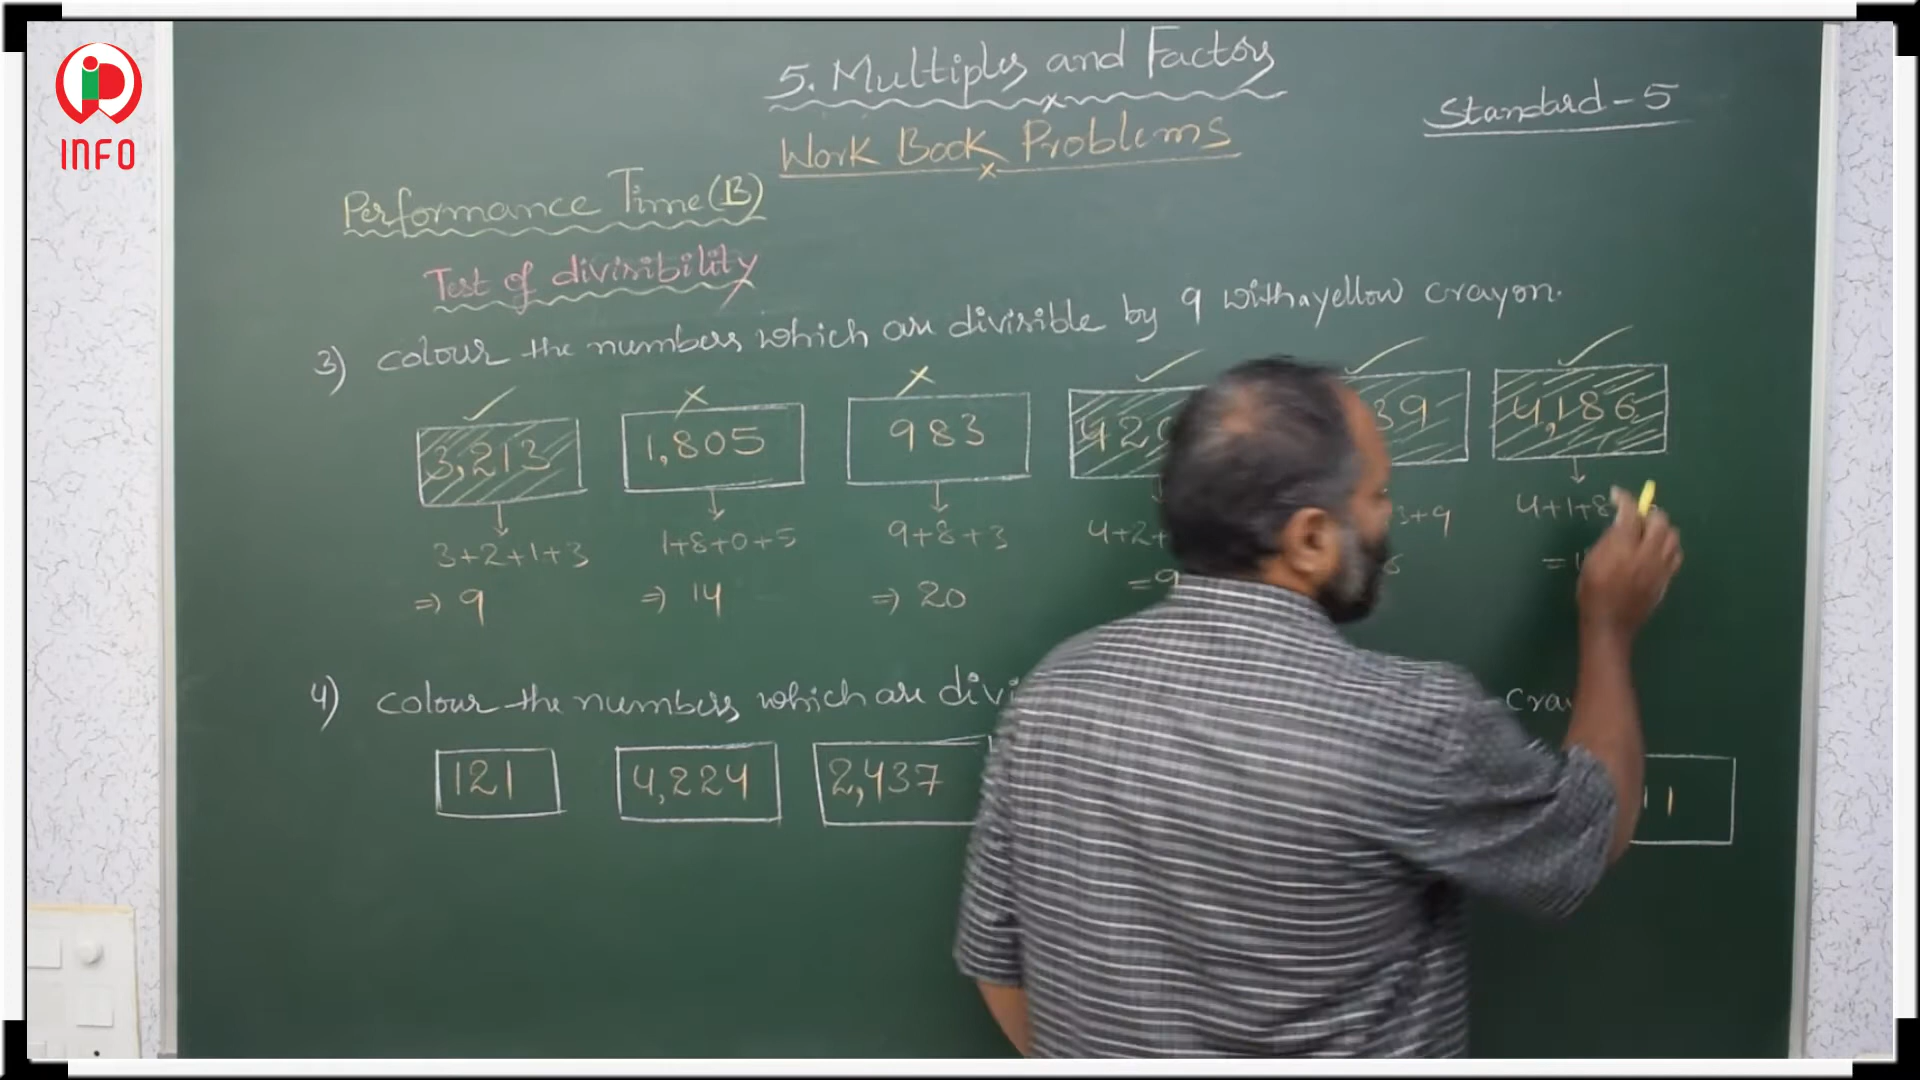 INFO
5. Multiples and Factors
Standard - 5
Work Book Problems
Performance Time (B)
Test of divisibility
3) colour the numbers which are divisible by 9 with a yellow crayon.
3,213 1,805 983 4,186
3+2+1+3 1+8+0+5 9+8+3
⇒ 9 ⇒ 14 ⇒ 20 = 9
4) colour the numbers which are
121 4,224 2,437